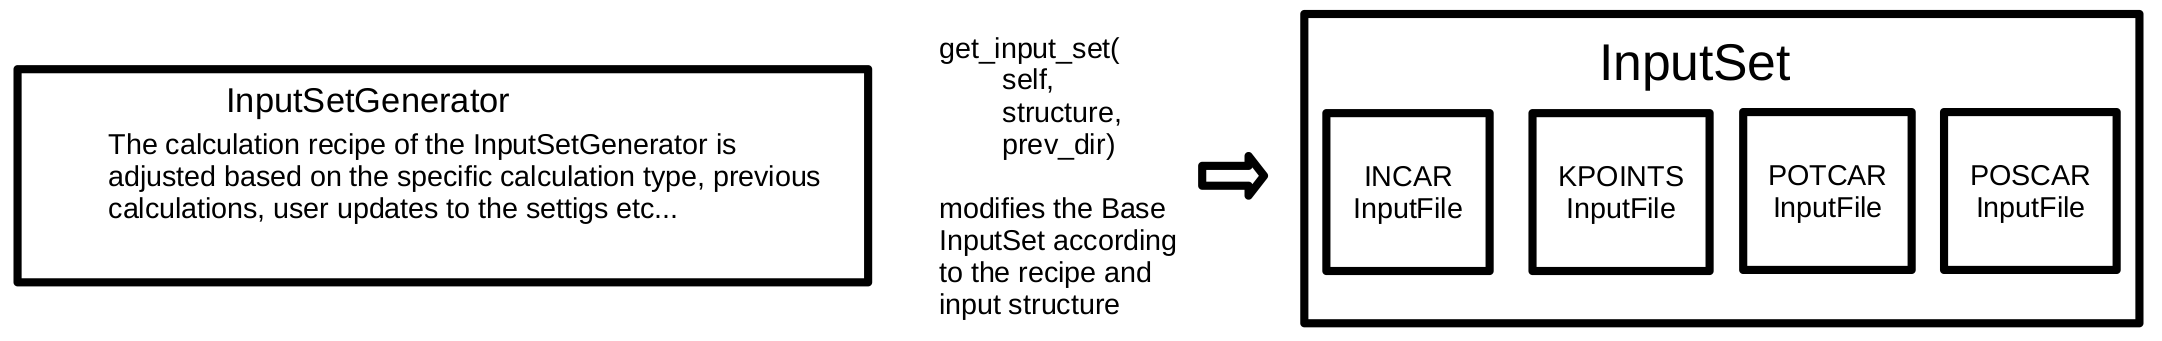 InputSetGenerator
The calculation recipe of the InputSetGenerator is
adjusted based on the specific calculation type, previous
calculations, user updates to the settigs etc...
get_input_set(
self,
structure,
prev_dir)
modifies the Base
InputSet according
to the recipe and
input structure
InputSet
INCAR
InputFile
KPOINTS
InputFile
POTCAR
InputFile
POSCAR
InputFile